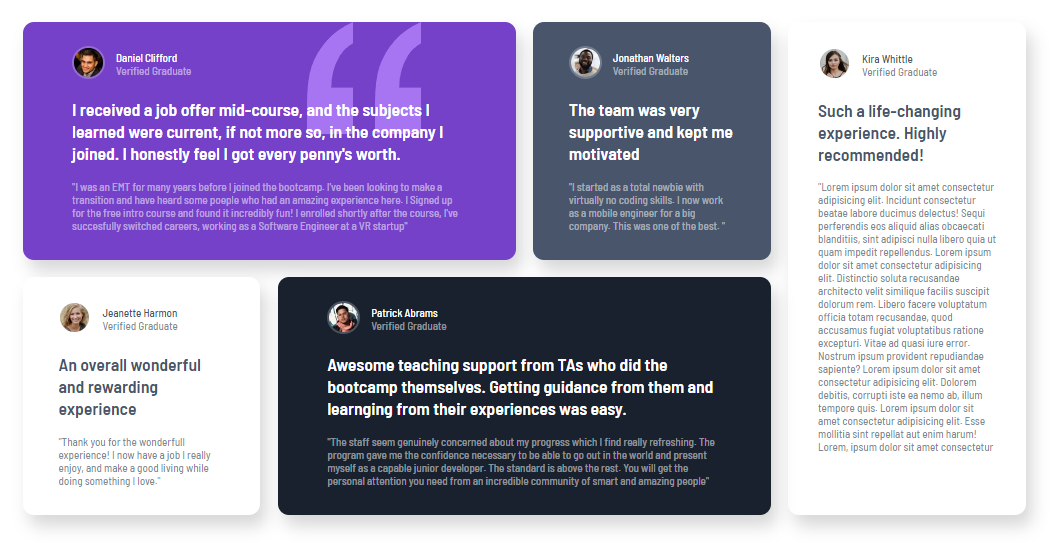 Daniel Clifford
Verified Graduate
I received a job offer mid-course, and the subjects I
learned were current, if not more so, in the company I
joined. I honestly feel I got every penny's worth.
"I was an EMT for many years before I joined the bootcamp. I've been looking to make a
transition and have heard some poeple who had an amazing experience here. I Signed up
for the free intro course and found it incredibly fun! I enrolled shortly after the course, I've
succesfully switched careers, working as a Software Engineer at a VR startup"
Jonathan Walters
Verified Graduate
The team was very
supportive and kept me
motivated
"I started as a total newbie with
virtually no coding skills. I now work
as a mobile engineer for a big
company. This was one of the best. "
Kira Whittle
Verified Graduate
Such a life-changing
experience. Highly
recommended!
"Lorem ipsum dolor sit amet consectetur
adipisicing elit. Incidunt consectetur
beatae labore ducimus delectus! Sequi
perferendis eos aliquid alias obcaecati
blanditiis, sint adipisci nulla libero quia ut
quam impedit repellendus. Lorem ipsum
dolor sit amet consectetur adipisicing
elit. Distinctio soluta recusandae
architecto velit similique facilis suscipit
dolorum rem. Libero facere voluptatum
officia totam recusandae, quod
accusamus fugiat voluptatibus ratione
excepturi. Vitae ad quasi iure error.
Nostrum ipsum provident repudiandae
sapiente? Lorem ipsum dolor sit amet
consectetur adipisicing elit. Dolorem
debitis, corrupti iste ea nemo ab, illum
tempore quis. Lorem ipsum dolor sit
amet consectetur adipisicing elit. Esse
mollitia sint repellat aut enim harum!
Lorem, ipsum dolor sit amet consectetur
Jeanette Harmon
Verified Graduate
An overall wonderful
and rewarding
experience
"Thank you for the wonderfull
experience! I now have a job I really
enjoy, and make a good living while
doing something I love."
Patrick Abrams
Verified Graduate
Awesome teaching support from TAs who did the
bootcamp themselves. Getting guidance from them and
learnging from their experiences was easy.
"The staff seem genuinely concerned about my progress which I find really refreshing. The
program gave me the confidence necessary to be able to go out in the world and present
myself as a capable junior developer. The standard is above the rest. You will get the
personal attention you need from an incredible community of smart and amazing people"